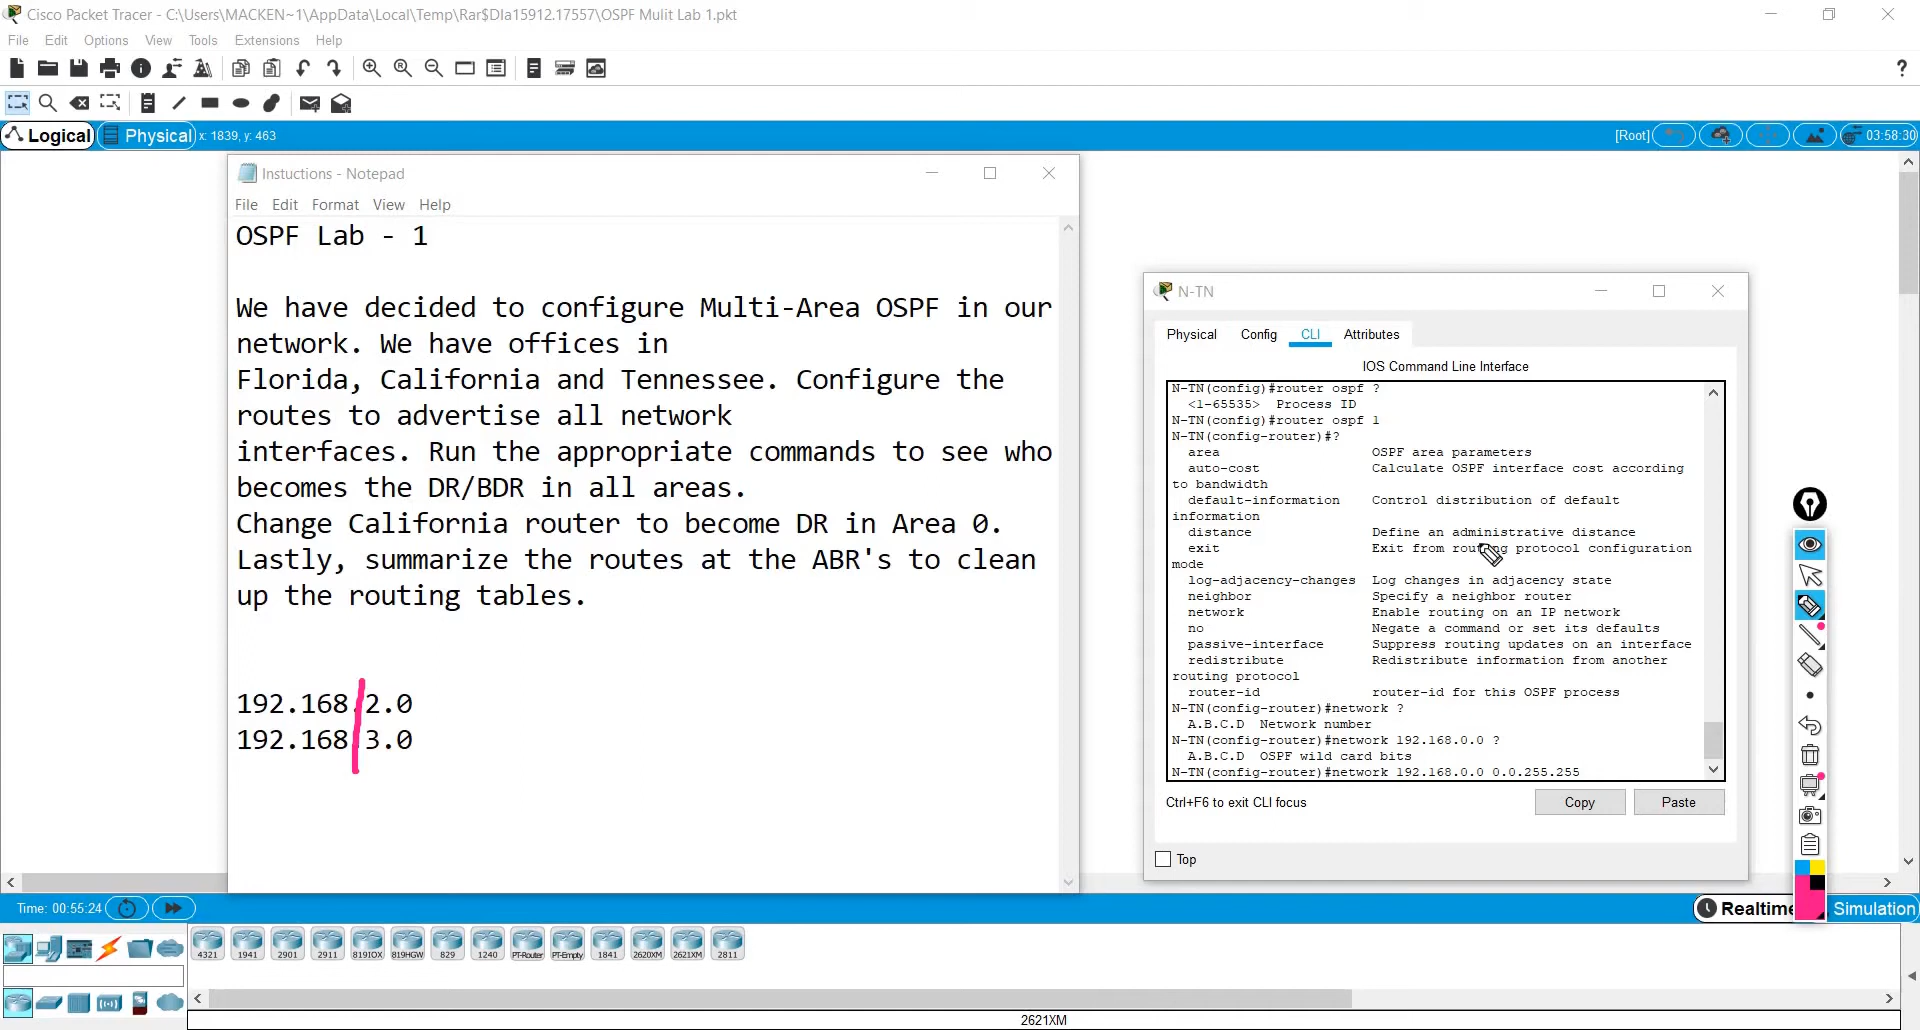 Cisco Packet Tracer - C:\Users\MACKEN~1\AppData\Local\Temp\Rar$DIa15912.17557\OSPF Mulit Lab 1.pkt
File Edit Options View Tools Extensions Help
?
Logical Physical x: 1839, y: 463
[Root] 03:58:30
Instuctions - Notepad
File Edit Format View Help
OSPF Lab - 1
We have decided to configure Multi-Area OSPF in our
network. We have offices in
Florida, California and Tennessee. Configure the
routes to advertise all network
interfaces. Run the appropriate commands to see who
becomes the DR/BDR in all areas.
Change California router to become DR in Area 0.
Lastly, summarize the routes at the ABR's to clean
up the routing tables.
192.168.2.0
192.168.3.0
N-TN
Physical Config CLI Attributes
IOS Command Line Interface
N-TN(config)#router ospf ?
<1-65535> Process ID
N-TN(config)#router ospf 1
N-TN(config-router)#?
area OSPF area parameters
auto-cost Calculate OSPF interface cost according
to bandwidth
default-information Control distribution of default
information
distance Define an administrative distance
exit Exit from routing protocol configuration
mode
log-adjacency-changes Log changes in adjacency state
neighbor Specify a neighbor router
network Enable routing on an IP network
no Negate a command or set its defaults
passive-interface Suppress routing updates on an interface
redistribute Redistribute information from another
routing protocol
router-id router-id for this OSPF process
N-TN(config-router)#network ?
A.B.C.D Network number
N-TN(config-router)#network 192.168.0.0 ?
A.B.C.D OSPF wild card bits
N-TN(config-router)#network 192.168.0.0 0.0.255.255
Ctrl+F6 to exit CLI focus
Copy Paste
Top
Time: 00:55:24
Realtime Simulation
4321 1941 2901 2911 819IOX 819HGW 829 1240 PT-Router PT-Empty 1841 2620XM 2621XM 2811
2621XM